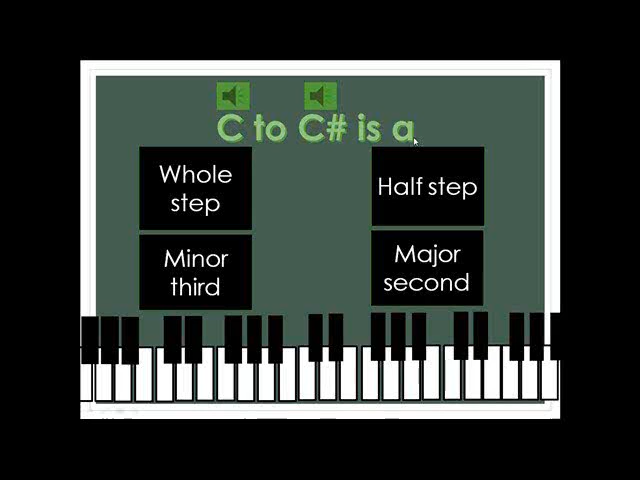 C to C# is a
Whole
step
Half step
Minor
third
Major
second